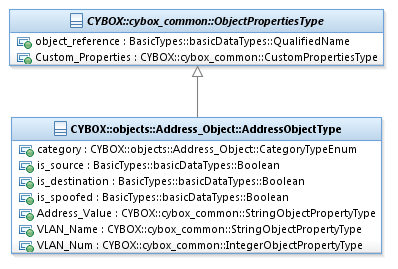 CYBOX::cybox_common::ObjectPropertiesType
object_reference : BasicTypes::basicDataTypes::QualifiedName
Custom_Properties : CYBOX::cybox_common::CustomPropertiesType
CYBOX::objects::Address_Object::AddressObjectType
category : CYBOX::objects::Address_Object::CategoryTypeEnum
is_source : BasicTypes::basicDataTypes::Boolean
is_destination : BasicTypes::basicDataTypes::Boolean
is_spoofed : BasicTypes::basicDataTypes::Boolean
Address_Value : CYBOX::cybox_common::StringObjectPropertyType
VLAN_Name : CYBOX::cybox_common::StringObjectPropertyType
VLAN_Num : CYBOX::cybox_common::IntegerObjectPropertyType